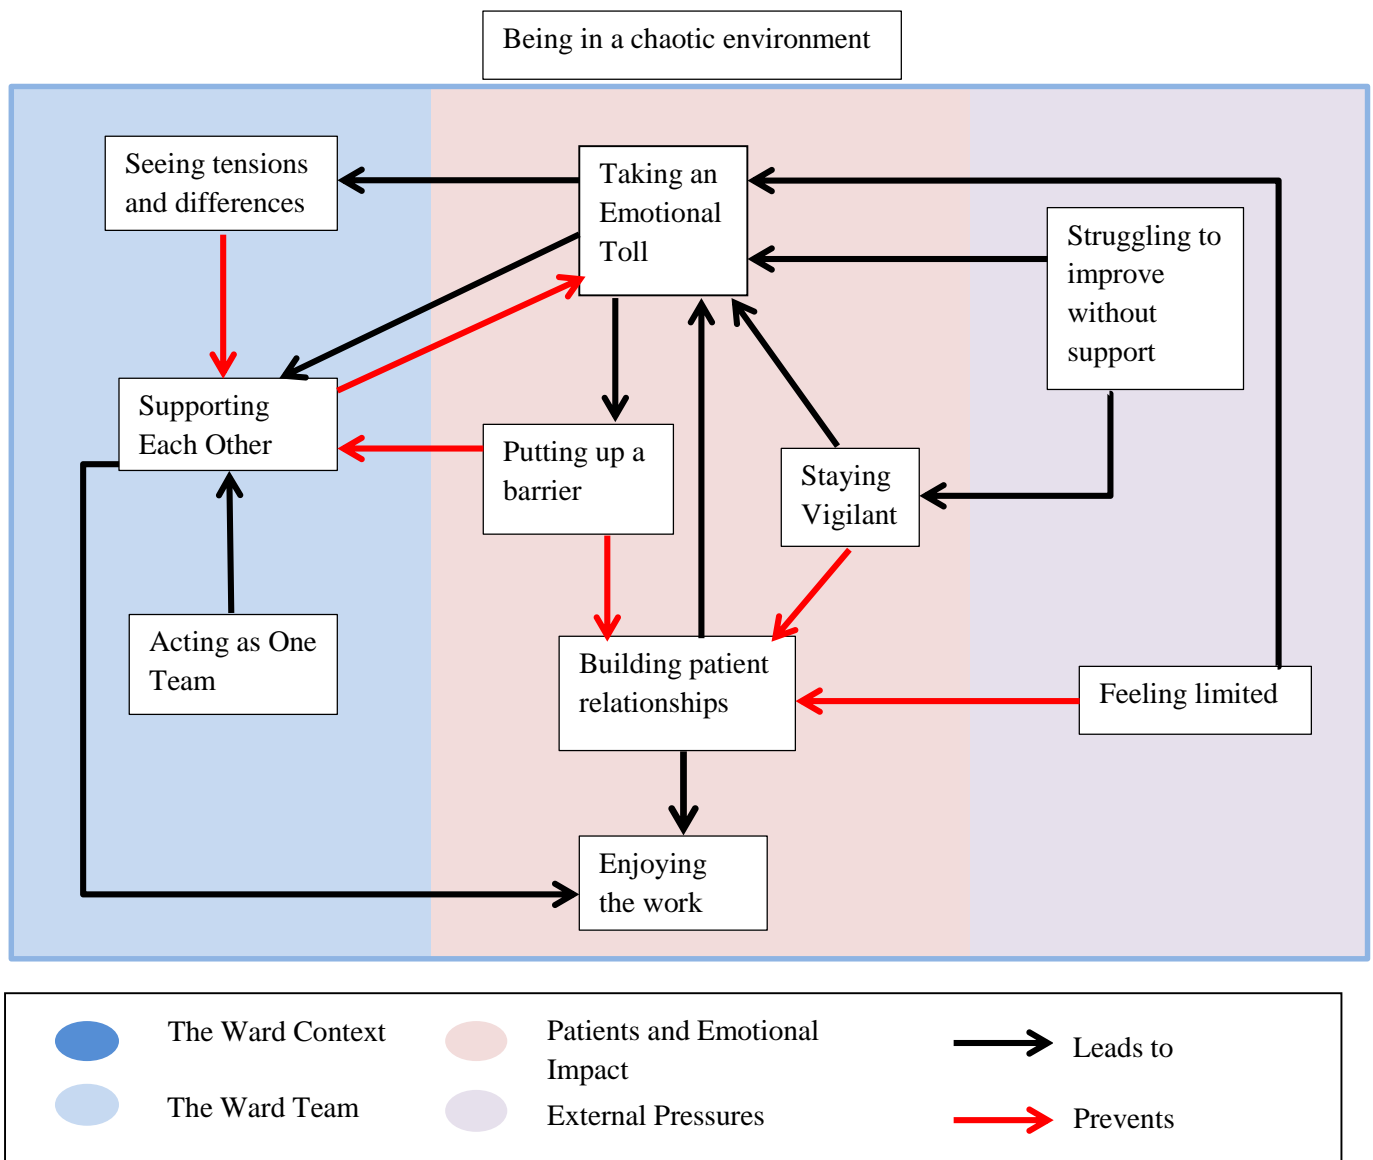 Being in a chaotic environment
Seeing tensions
and differences
Taking an
Emotional
Toll
Struggling to
improve
without
support
Supporting
Each Other
Putting up a
barrier
Staying
Vigilant
Acting as One
Team
Building patient
relationships
Feeling limited
Enjoying
the work
The Ward Context
Patients and Emotional
Impact
Leads to
The Ward Team
External Pressures
Prevents